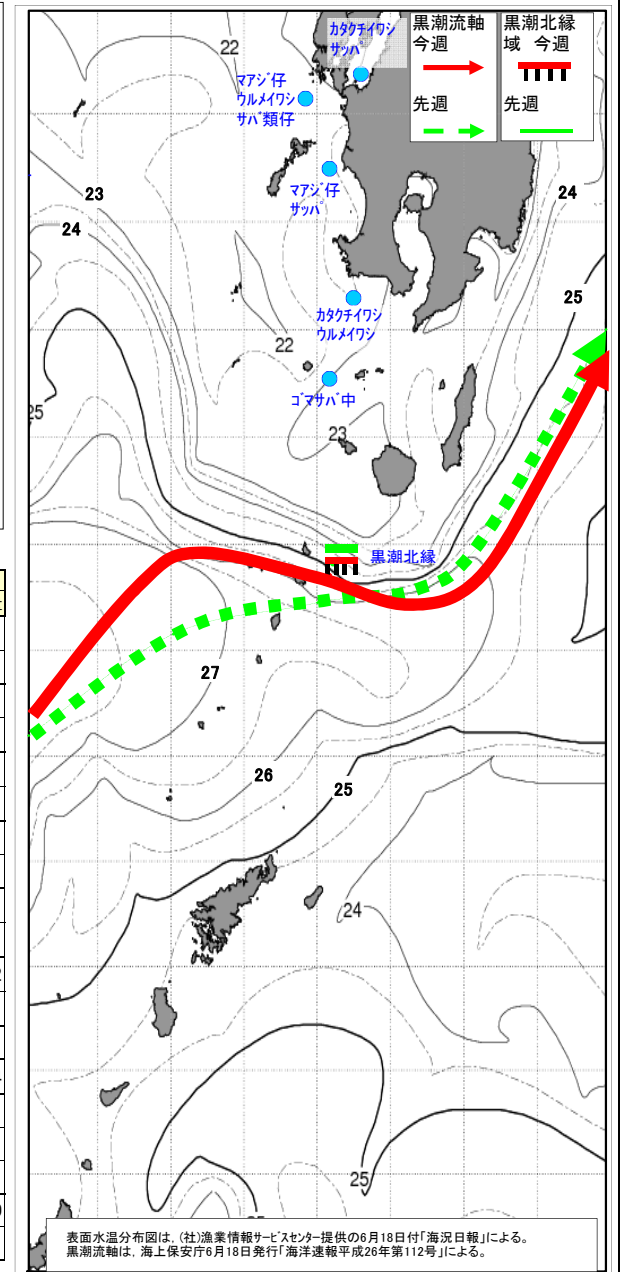 カタクチイワシ
サッパ
黒潮流軸
今週
先週
黒潮北縁
域 今週
先週
22
マアジ仔
ウルメイワシ
サバ類仔
マアジ仔
サッパ
23
24
24
25
カタクチイワシ
ウルメイワシ
22
ゴマサバ中
25
23
黒潮北縁
27
26
25
24
25
表面水温分布図は, (社)漁業情報サービスセンター提供の6月18日付「海況日報」による。
黒潮流軸は, 海上保安庁6月18日発行「海洋速報平成26年第112号」による。